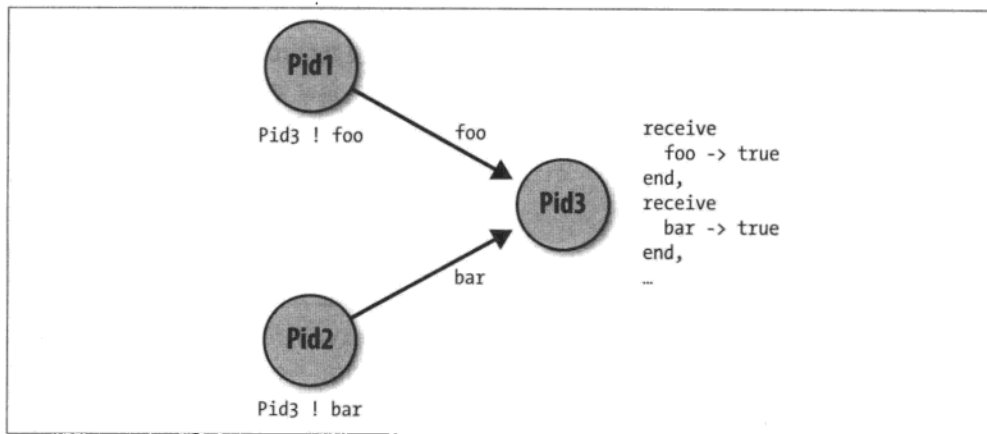 Pid1
Pid3 ! foo
foo
receive
foo -> true
end,
Pid3
receive
bar -> true
end,
…
bar
Pid2
Pid3 ! bar